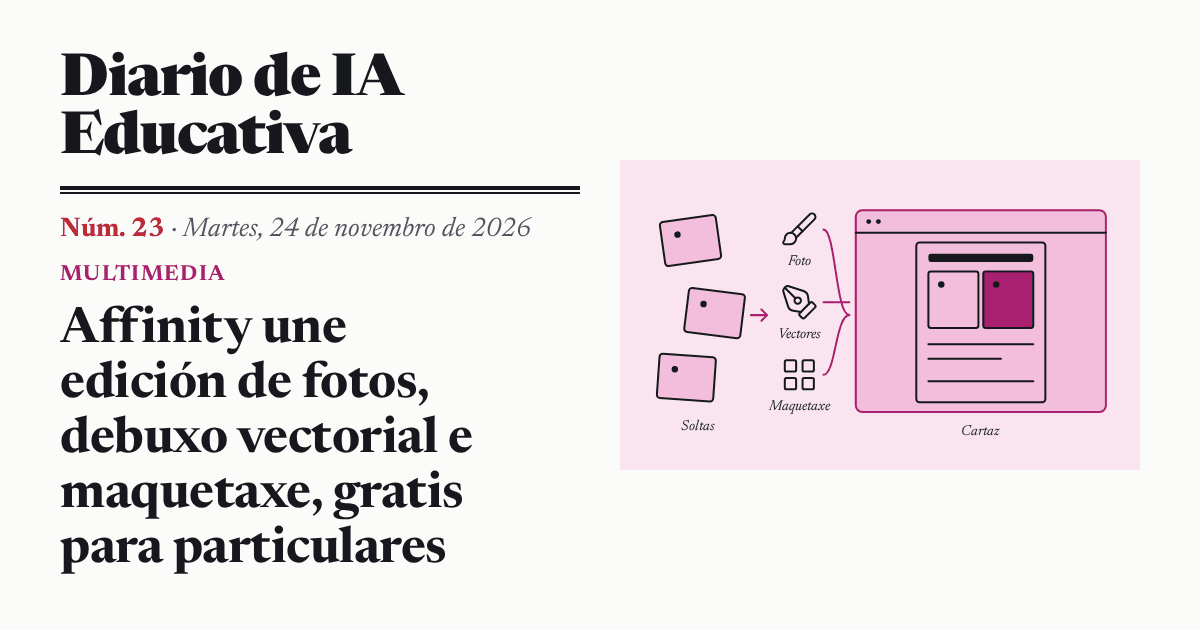 Diario de IA
Educativa
Núm. 23 · Martes, 24 de novembro de 2026
MULTIMEDIA
Affinity une
edición de fotos,
debuxo vectorial e
maquetaxe, gratis
para particulares
Foto
Vectores
Maquetaxe
Soltas
Cartaz